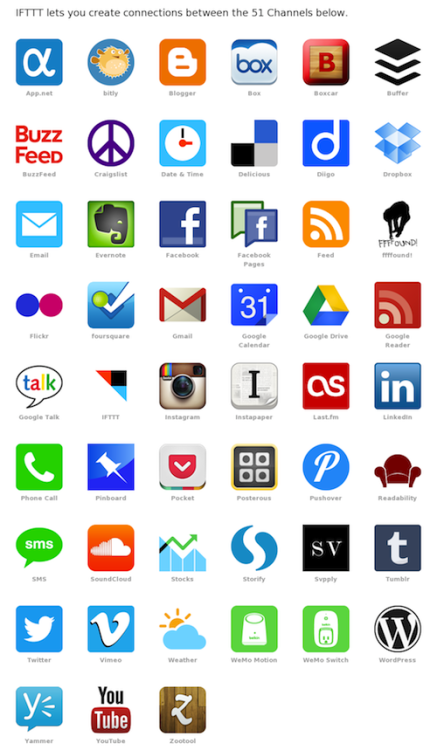 IFTTT lets you create connections between the 51 Channels below.
α
box
B
App.net bitly Blogger Box Boxcar Buffer
Buzz
FeeD
d
BuzzFeed Craigslist Date & Time Delicious Diigo Dropbox
f
f
FFFFOUND!
Email Evernote Facebook Facebook Pages Feed ffffound!
31
Flickr foursquare Gmail Google Calendar Google Drive Google Reader
talk
I
as
in
Google Talk IFTTT Instagram Instapaper Last.fm LinkedIn
P
Phone Call Pinboard Pocket Posterous Pushover Readability
sms
S
SV
t
SMS SoundCloud Stocks Storify Svpply Tumblr
v
W
Twitter Vimeo Weather WeMo Motion WeMo Switch WordPress
You
Tube
Z
Yammer YouTube Zootool